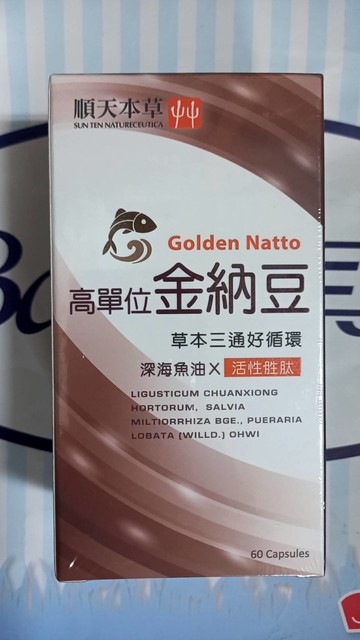 順天本草
SUN TEN NATURECEUTICA
Golden Natto
高單位金納豆
草本三通好循環
深海魚油X 活性胜肽
LIGUSTICUM CHUANXIONG
HORTORUM, SALVIA
MILTIORRHIZA BGE., PUERARIA
LOBATA (WILLD.) OHWI
60 Capsules